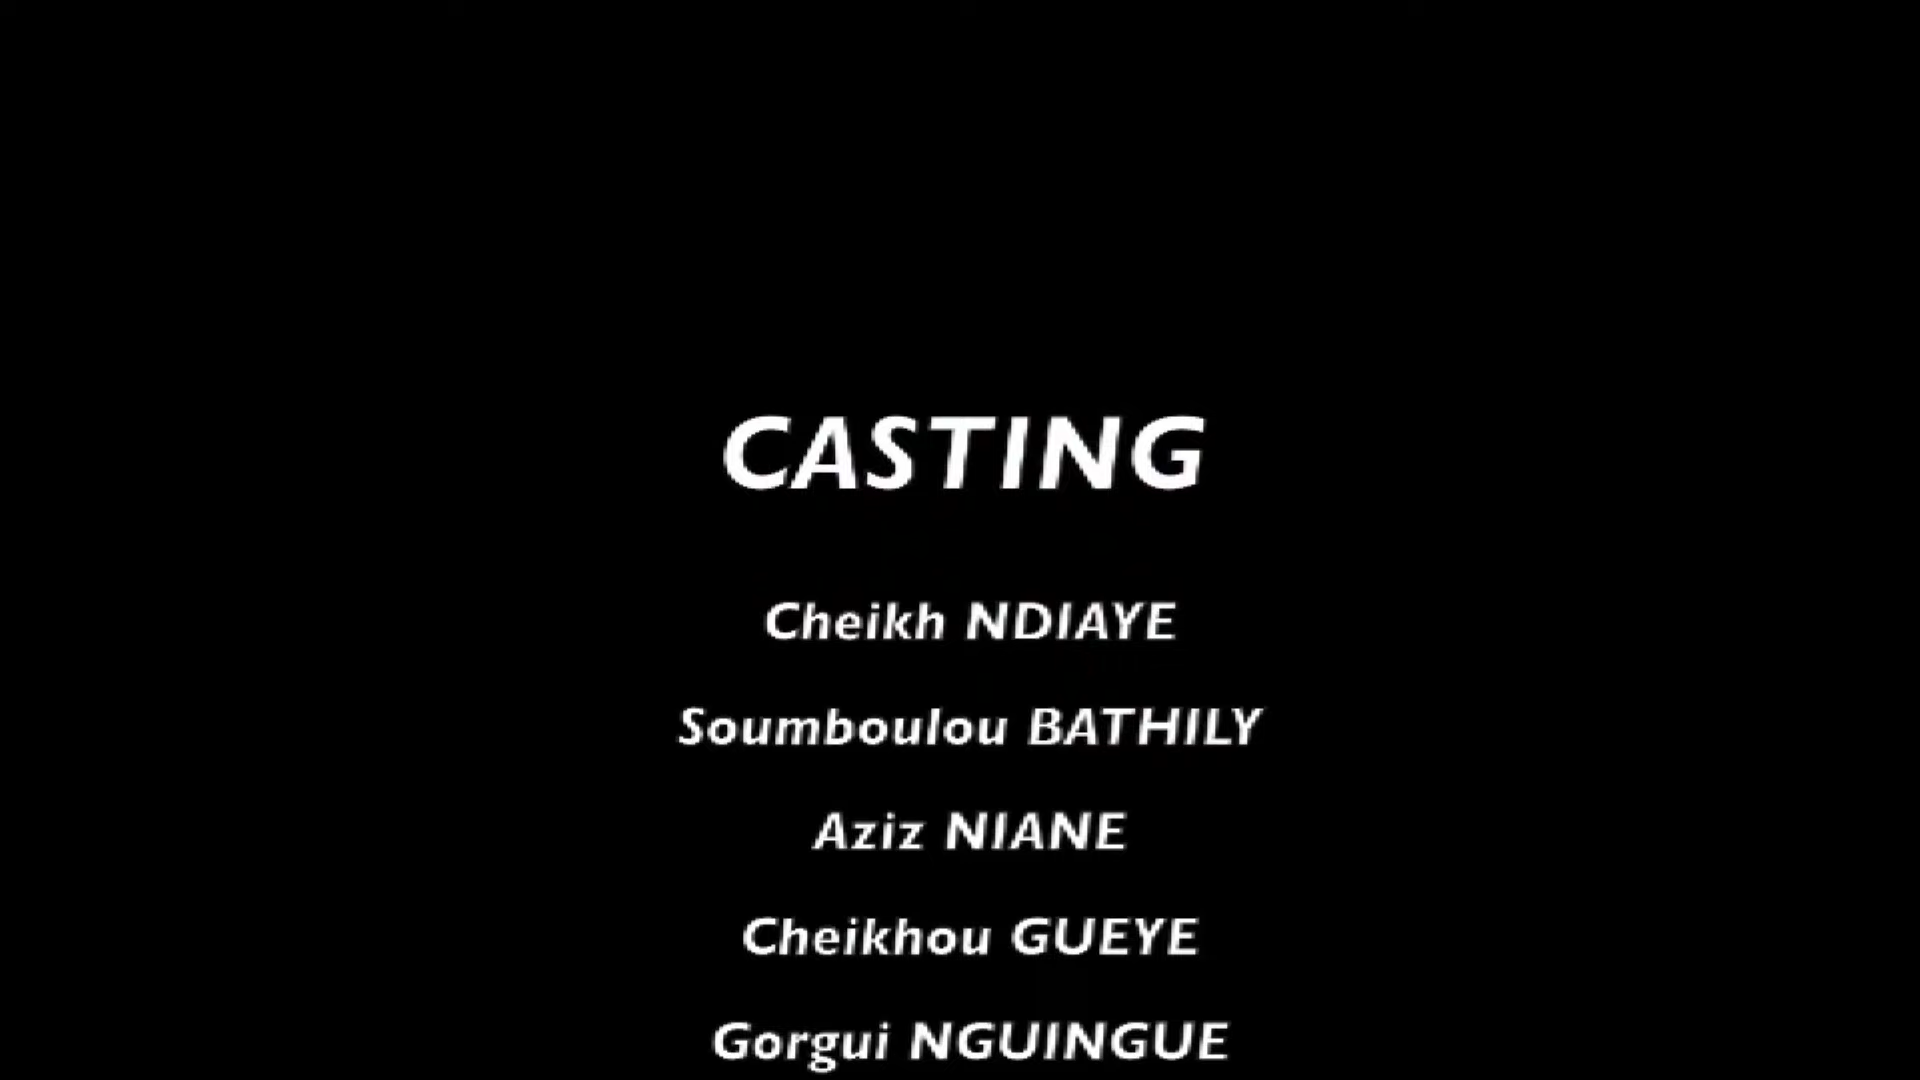 CASTING
Cheikh NDIAYE
Soumboulou BATHILY
Aziz NIANE
Cheikhou GUEYE
Gorgui NGUINGUE